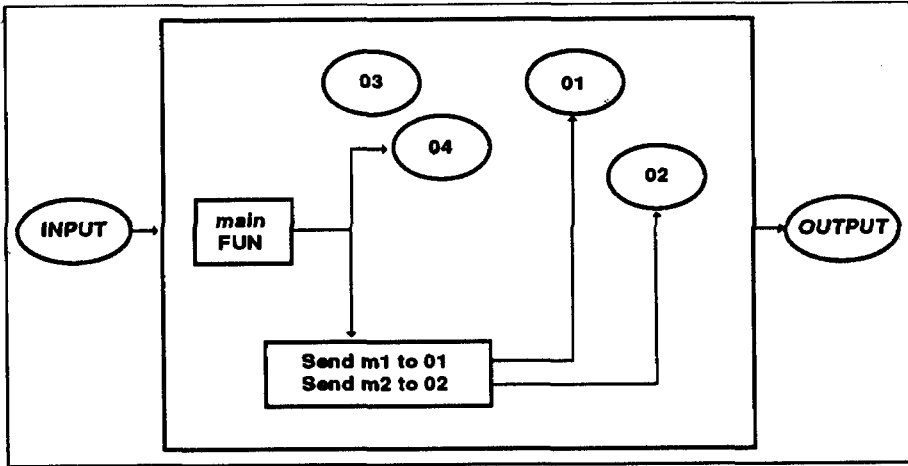 03
01
04
02
INPUT
main
FUN
OUTPUT
Send m1 to 01
Send m2 to 02